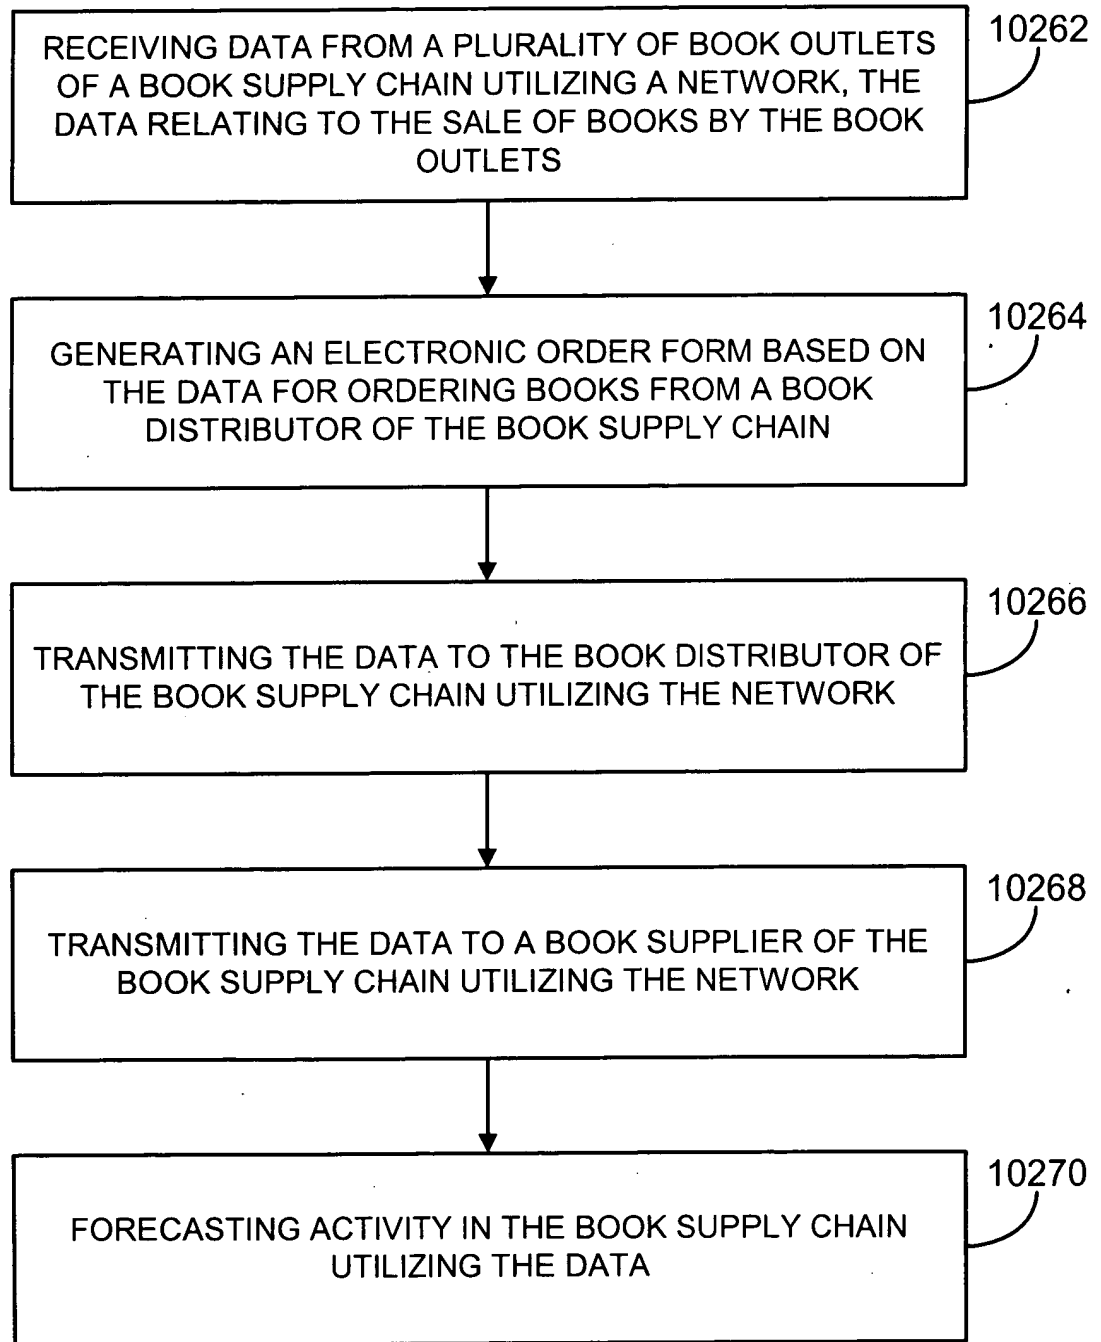 RECEIVING DATA FROM A PLURALITY OF BOOK OUTLETS
OF A BOOK SUPPLY CHAIN UTILIZING A NETWORK, THE
DATA RELATING TO THE SALE OF BOOKS BY THE BOOK
OUTLETS
10262
GENERATING AN ELECTRONIC ORDER FORM BASED ON
THE DATA FOR ORDERING BOOKS FROM A BOOK
DISTRIBUTOR OF THE BOOK SUPPLY CHAIN
10264
TRANSMITTING THE DATA TO THE BOOK DISTRIBUTOR OF
THE BOOK SUPPLY CHAIN UTILIZING THE NETWORK
10266
TRANSMITTING THE DATA TO A BOOK SUPPLIER OF THE
BOOK SUPPLY CHAIN UTILIZING THE NETWORK
10268
FORECASTING ACTIVITY IN THE BOOK SUPPLY CHAIN
UTILIZING THE DATA
10270